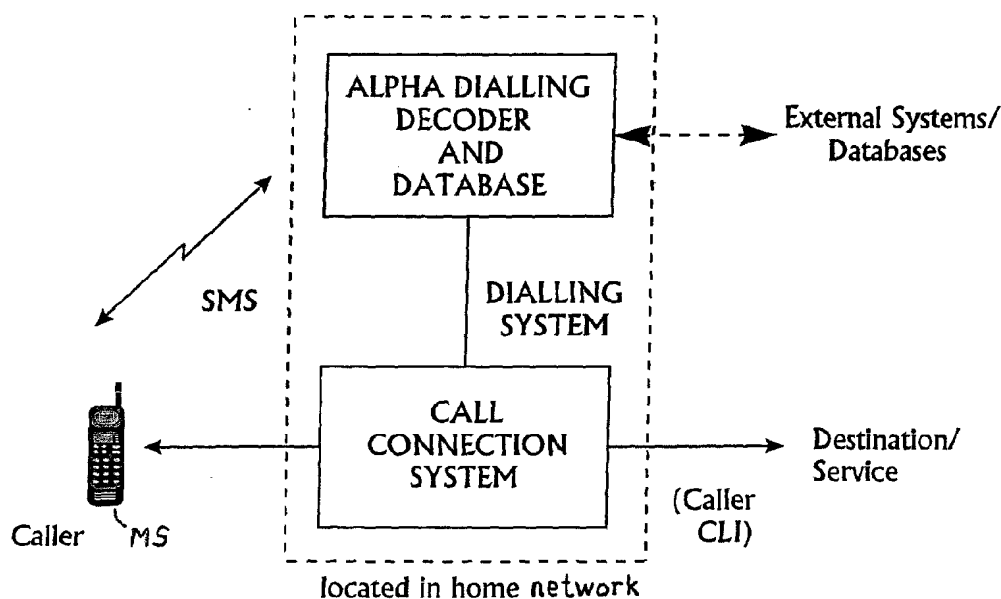 ALPHA DIALLING
DECODER
AND
DATABASE
External Systems/
Databases
SMS
DIALLING
SYSTEM
CALL
CONNECTION
SYSTEM
Destination/
Service
(Caller
CLI)
Caller
MS
located in home network